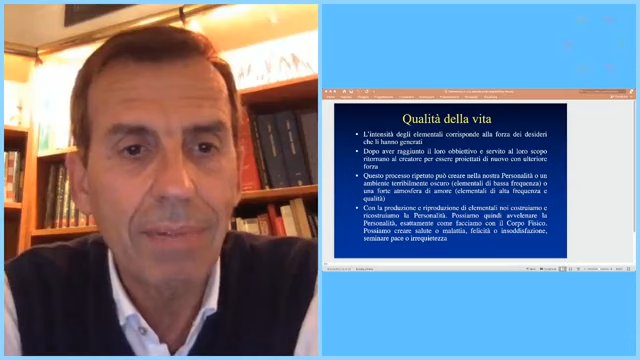 Qualità della vita
• L'intensità degli elementali corrisponde alla forza dei desideri
che li hanno generati
• Dopo aver raggiunto il loro obbiettivo e servito al loro scopo
ritornano al creatore per essere proiettati di nuovo con ulteriore
forza
• Questo processo ripetuto può creare nella nostra Personalità o un
ambiente terribilmente oscuro (elementali di bassa frequenza) o
una forte atmosfera di amore (elementali di alta frequenza e
qualità)
• Con la produzione e riproduzione di elementali noi costruiamo e
ricostruiamo la Personalità. Possiamo quindi avvelenare la
Personalità, esattamente come facciamo con il Corpo Fisico.
Possiamo creare salute o malattia, felicità o insoddisfazione,
seminare pace o irrequietezza